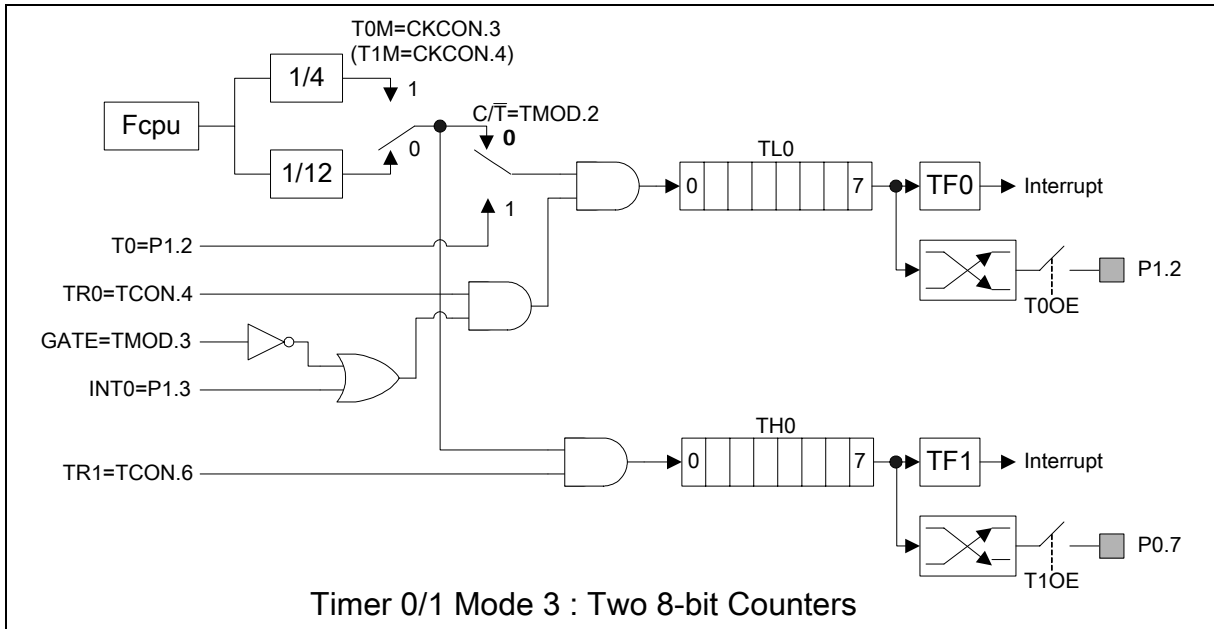 T0M=CKCON.3
(T1M=CKCON.4)
1/4
1
Fcpu
C/T̅=TMOD.2
0
0
1/12
TL0
0 7
TF0
Interrupt
1
T0=P1.2
P1.2
TR0=TCON.4
T0OE
GATE=TMOD.3
INT0=P1.3
TH0
0 7
TF1
Interrupt
TR1=TCON.6
P0.7
T1OE
Timer 0/1 Mode 3 : Two 8-bit Counters